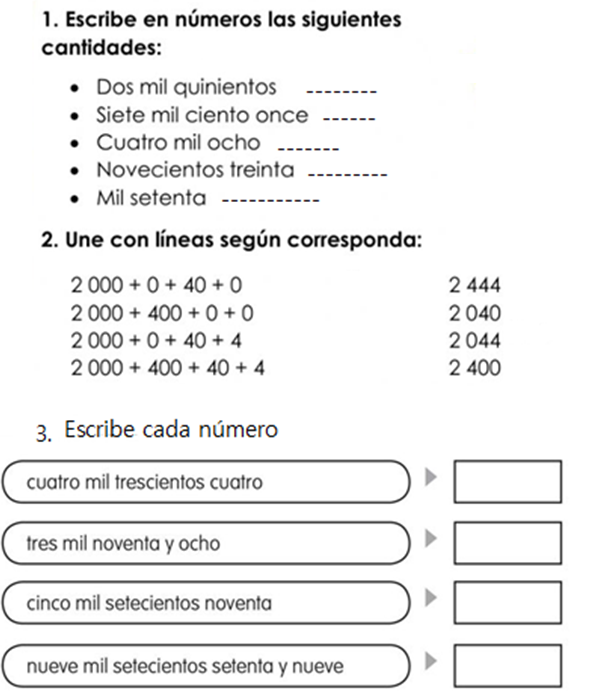 1. Escribe en números las siguientes
cantidades:
• Dos mil quinientos --------
• Siete mil ciento once ------
• Cuatro mil ocho -------
• Novecientos treinta ---------
• Mil setenta -----------
2. Une con líneas según corresponda:
2 000 + 0 + 40 + 0 2 444
2 000 + 400 + 0 + 0 2 040
2 000 + 0 + 40 + 4 2 044
2 000 + 400 + 40 + 4 2 400
3. Escribe cada número
cuatro mil trescientos cuatro
tres mil noventa y ocho
cinco mil setecientos noventa
nueve mil setecientos setenta y nueve